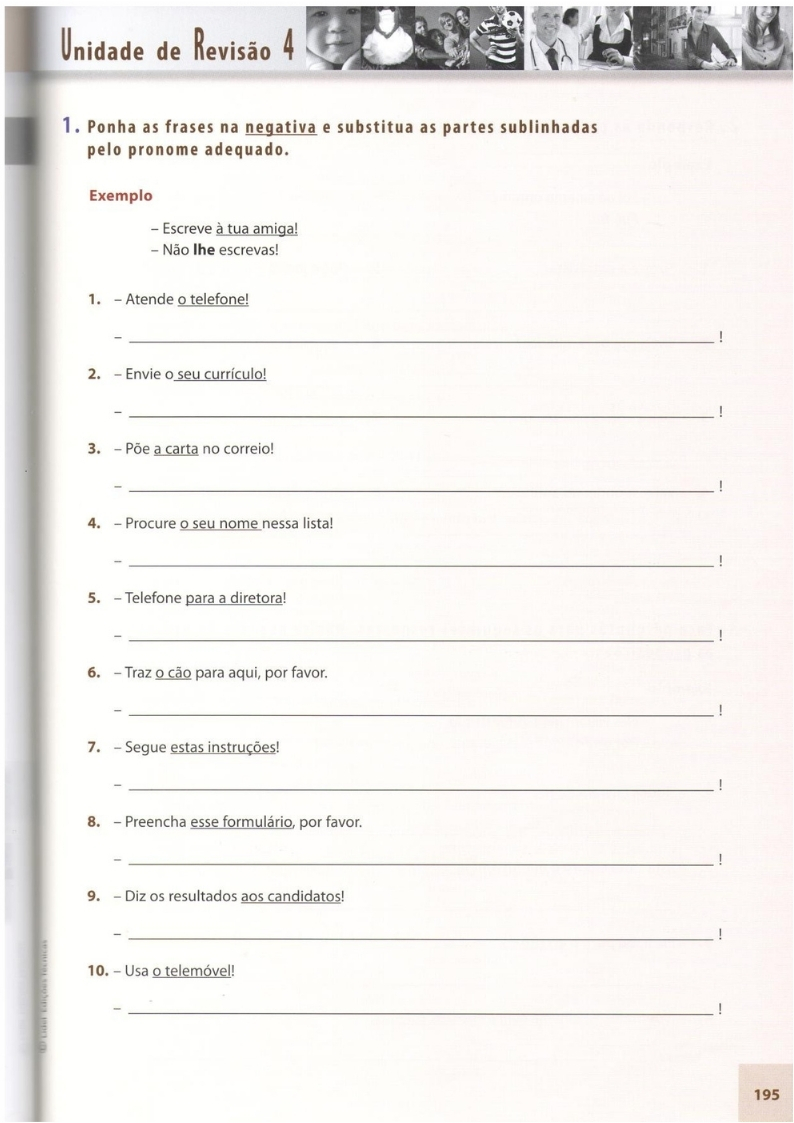 Unidade de Revisão 4
1. Ponha as frases na negativa e substitua as partes sublinhadas
pelo pronome adequado.
Exemplo
– Escreve à tua amiga!
– Não lhe escrevas!
1. – Atende o telefone!
– !
2. – Envie o seu currículo!
– !
3. – Põe a carta no correio!
– !
4. – Procure o seu nome nessa lista!
– !
5. – Telefone para a diretora!
– !
6. – Traz o cão para aqui, por favor.
– !
7. – Segue estas instruções!
– !
8. – Preencha esse formulário, por favor.
– !
9. – Diz os resultados aos candidatos!
– !
10. – Usa o telemóvel!
– !
© Lidel Edições Técnicas
195